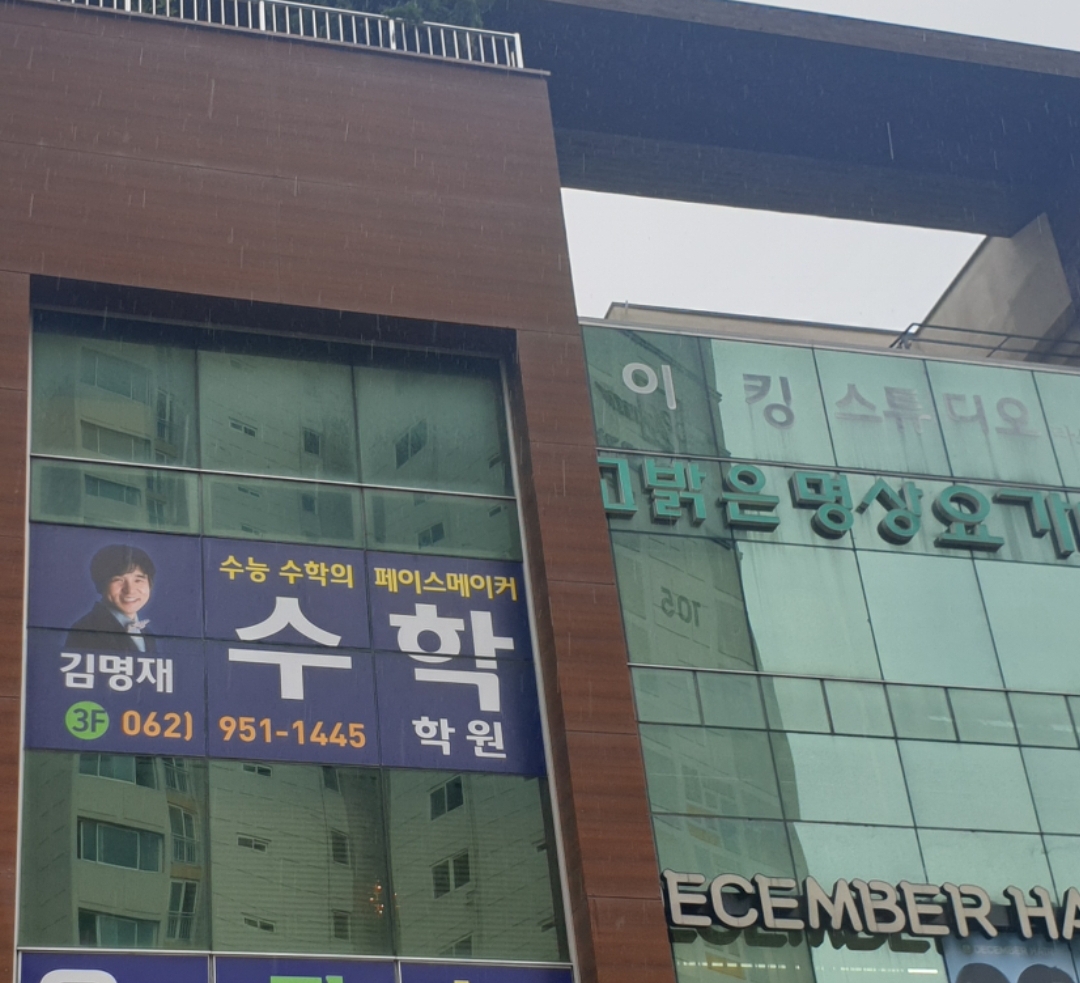 이 킹 스튜디오
고밝은명상요가
수능 수학의 페이스메이커
수학
김명재
학원
3F 062) 951-1445
105
ECEMBER HA